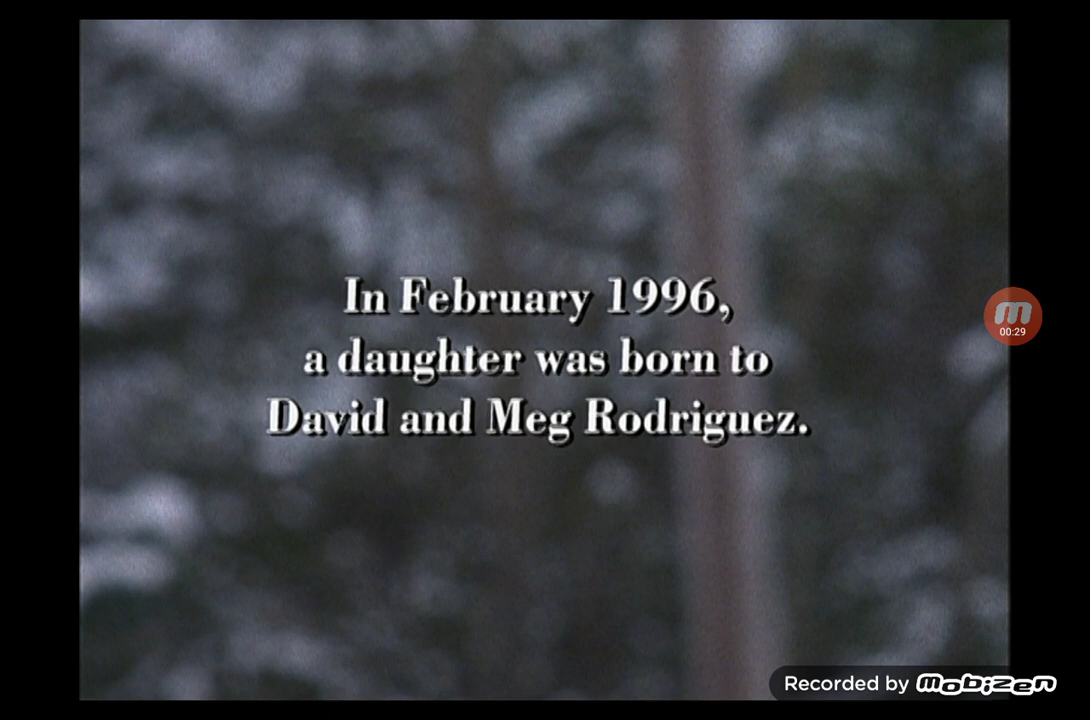 In February 1996,
a daughter was born to
David and Meg Rodriguez.
00:29
Recorded by Mobizen